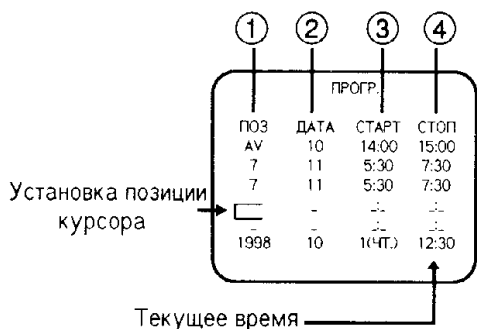 ① ② ③ ④
ПРОГР.
ПОЗ ДАТА СТАРТ СТОП
AV 10 14:00 15:00
7 11 5:30 7:30
7 11 5:30 7:30
– -:- -:-
– – -:- -:-
1998 10 1(ЧТ.) 12:30
Установка позиции
курсора
Текущее время